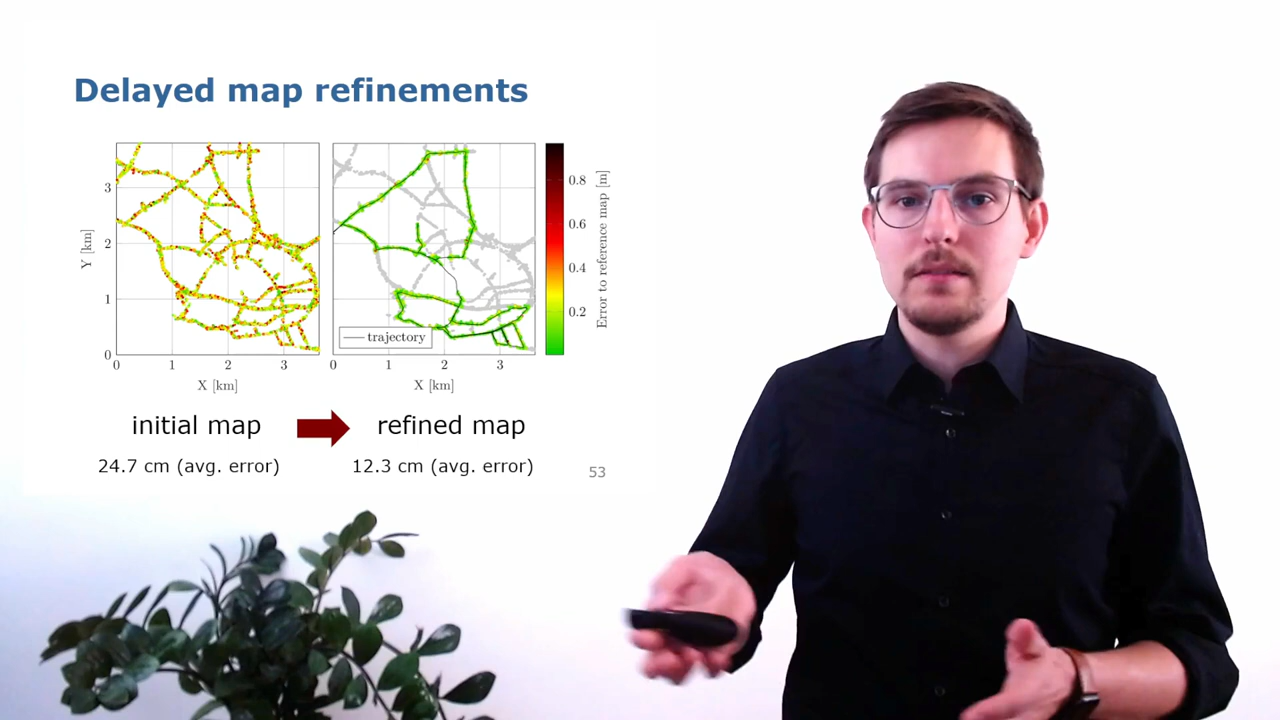 Delayed map refinements
3
2
1
0
Y [km]
0 1 2 3
X [km]
trajectory
0 1 2 3
X [km]
0.8
0.6
0.4
0.2
Error to reference map [m]
initial map
refined map
24.7 cm (avg. error)
12.3 cm (avg. error)
53